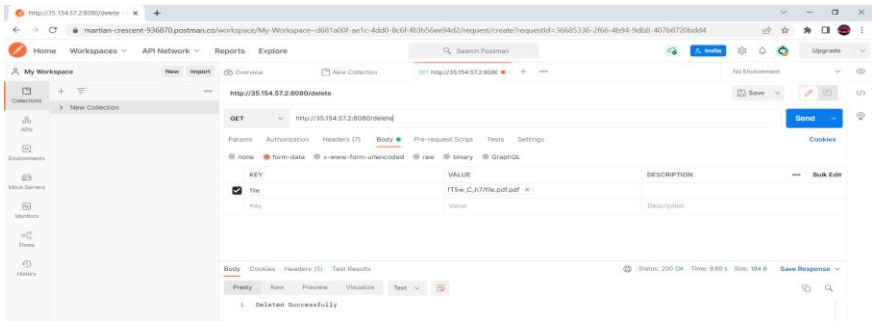 http://35.154.57.2:8080/delete - 
martian-crescent-936870.postman.co/workspace/My-Workspace~d681a00f-ae1c-4dd0-8c6f-f83b56ee94d2/request/create?requestId=36685336-2f66-4b94-9db8-407b8720bdd4
Home Workspaces API Network Reports Explore Search Postman Invite Upgrade
My Workspace New Import Overview New Collection GET http://35.154.57.2:8080 No Environment
Collections
New Collection
http://35.154.57.2:8080/delete Save
APIs
GET http://35.154.57.2:8080/delete Send
Environments
Params Authorization Headers (7) Body Pre-request Script Tests Settings Cookies
Mock Servers
none form-data x-www-form-urlencoded raw binary GraphQL
KEY VALUE DESCRIPTION Bulk Edit
Monitors
file fTSw_C_h7/file.pdf.pdf
Key Value Description
Flows
History
Body Cookies Headers (5) Test Results Status: 200 OK Time: 9.88 s Size: 184 B Save Response
Pretty Raw Preview Visualize Text
1 Deleted Successfully